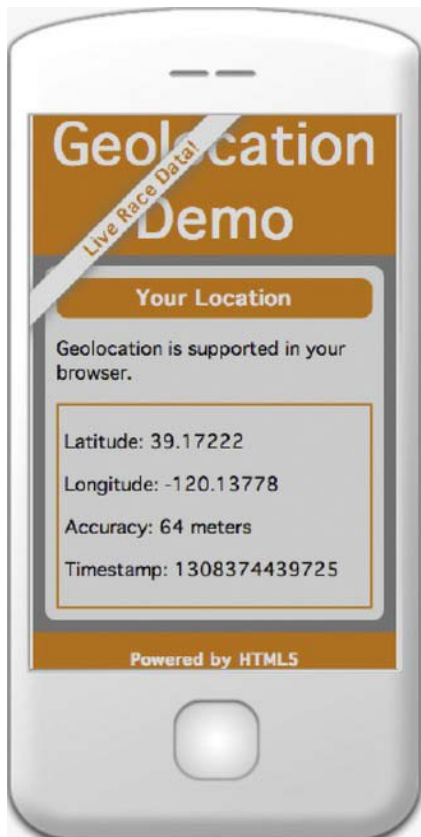 Geolocation
Demo
Live Race Data!
Your Location
Geolocation is supported in your
browser.
Latitude: 39.17222
Longitude: -120.13778
Accuracy: 64 meters
Timestamp: 1308374439725
Powered by HTML5